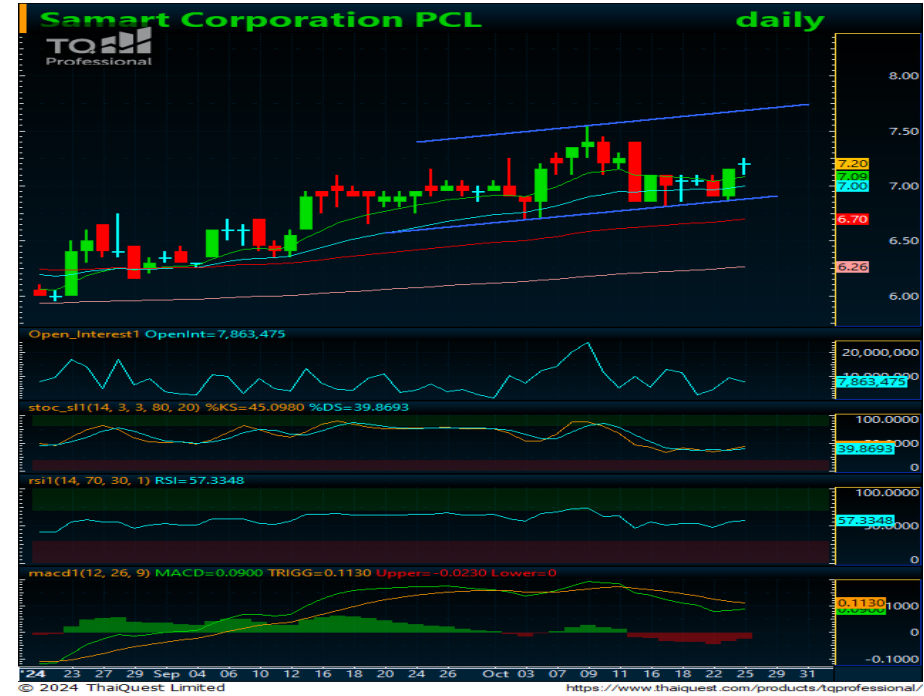 Samart Corporation PCL daily
TQ
Professional
8.00
7.50
7.20
7.09
7.00 7.00
6.70
6.50
6.26
6.00
Open_Interest1 OpenInt=7,863,475
20,000,000
7,863,475
stoc_sl1(14, 3, 3, 80, 20) %KS=45.0980 %DS=39.8693
100.0000
39.8693
0
rsi1(14, 70, 30, 1) RSI=57.3348
100.0000
57.3348
0
macd1(12, 26, 9) MACD=0.0900 TRIGG=0.1130 Upper=-0.0230 Lower=0
0.1130
0
-0.1000
'24 23 27 29 Sep 04 06 10 12 16 18 20 24 26 Oct 03 07 09 11 16 18 22 25 29 31
© 2024 ThaiQuest Limited https://www.thaiquest.com/products/tqprofessional/